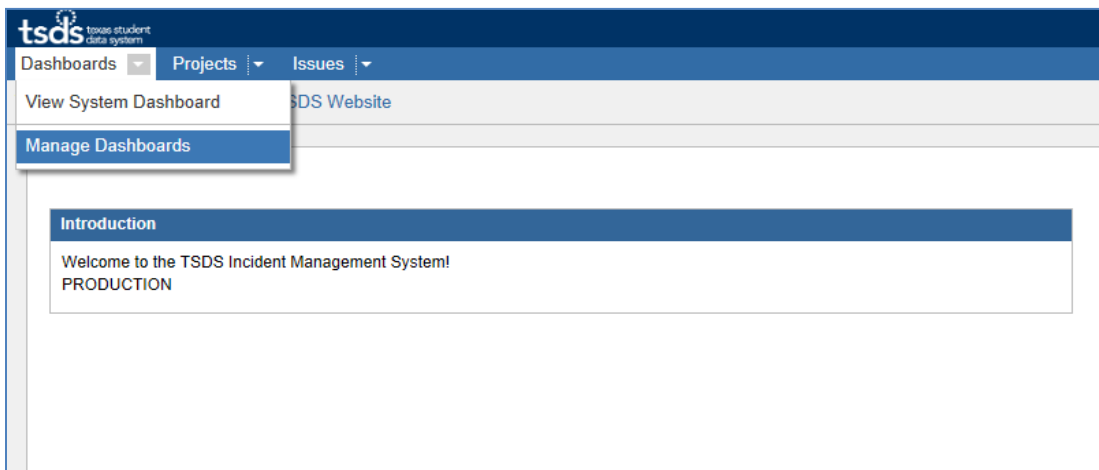 tsds texas student
data system
Dashboards Projects Issues
View System Dashboard SDS Website
Manage Dashboards
Introduction
Welcome to the TSDS Incident Management System!
PRODUCTION